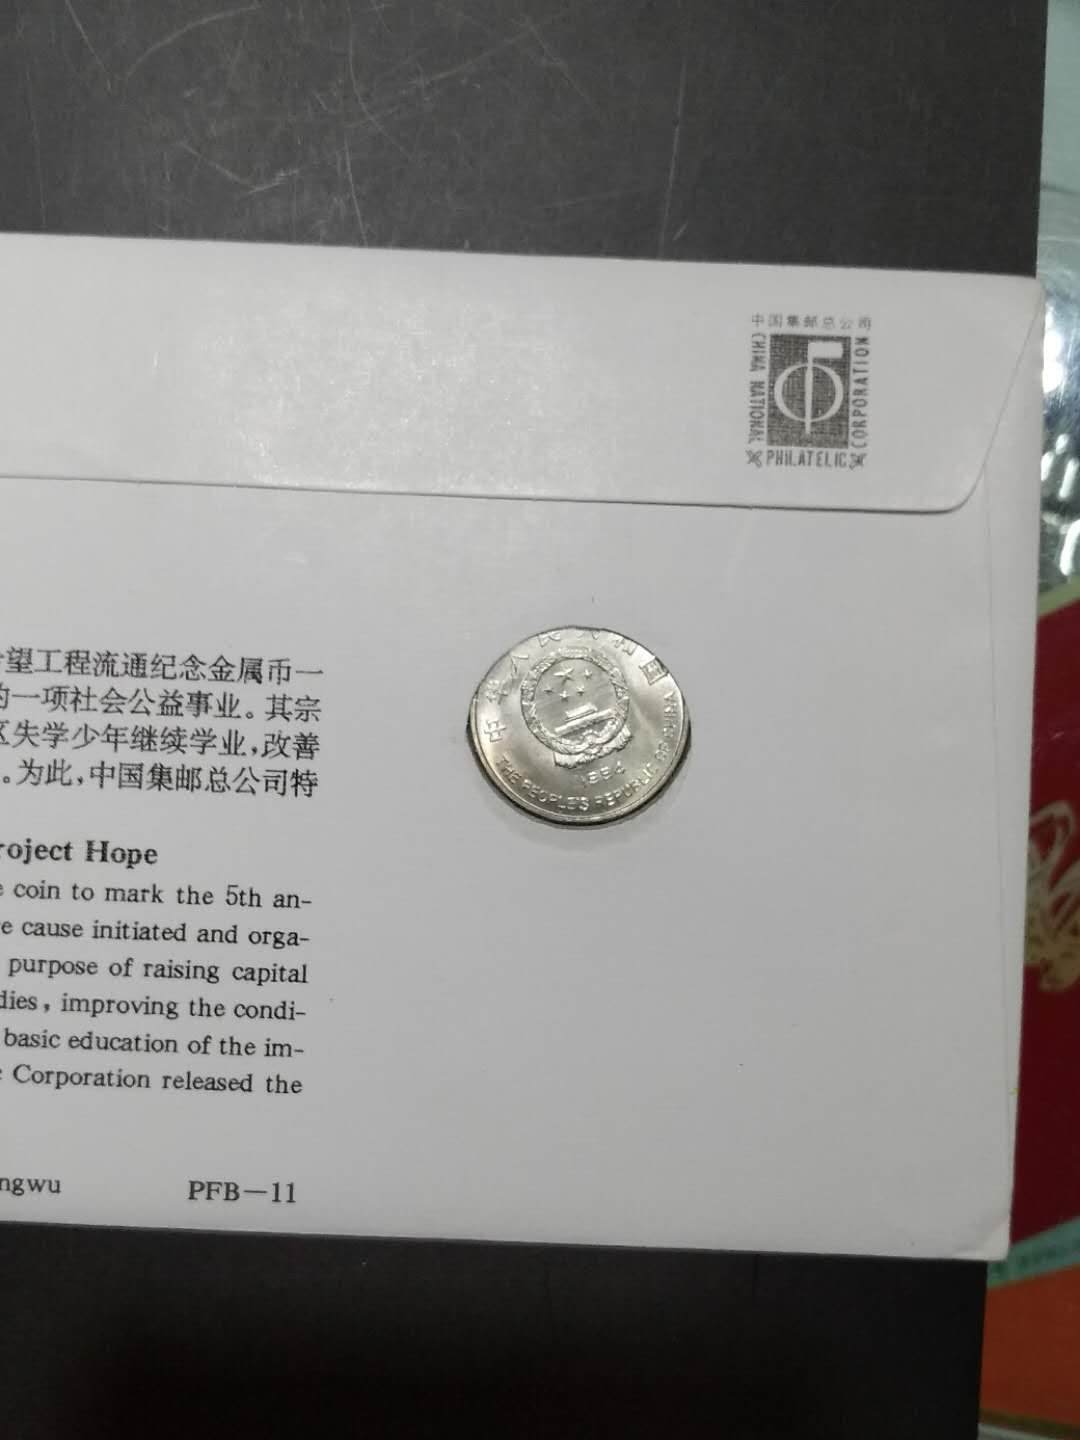 中国集邮总公司
CHINA NATIONAL
PHILATELIC
CORPORATION
中华人民共和国
1994
THE PEOPLE'S REPUBLIC OF CHINA
望工程流通纪念金属币一
的一项社会公益事业。其宗
区失学少年继续学业，改善
。为此，中国集邮总公司特
roject Hope
e coin to mark the 5th an-
e cause initiated and orga-
purpose of raising capital
dies, improving the condi-
basic education of the im-
c Corporation released the
ngwu PFB—11